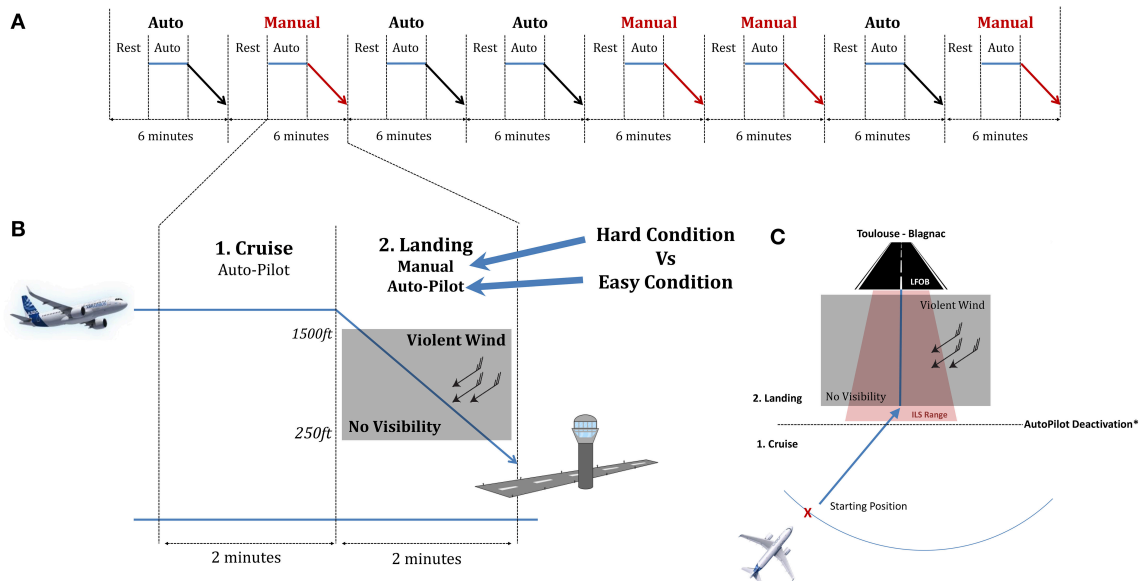 A
Auto Manual Auto Auto Manual Manual Auto Manual
Rest Auto Rest Auto Rest Auto Rest Auto Rest Auto Rest Auto Rest Auto Rest Auto
6 minutes 6 minutes 6 minutes 6 minutes 6 minutes 6 minutes 6 minutes 6 minutes
B
1. Cruise
Auto-Pilot
2. Landing
Manual
Auto-Pilot
Hard Condition
Vs
Easy Condition
1500ft
Violent Wind
No Visibility
250ft
2 minutes 2 minutes
C
Toulouse - Blagnac
LFOB
Violent Wind
No Visibility
2. Landing
ILS Range
AutoPilot Deactivation*
1. Cruise
X
Starting Position